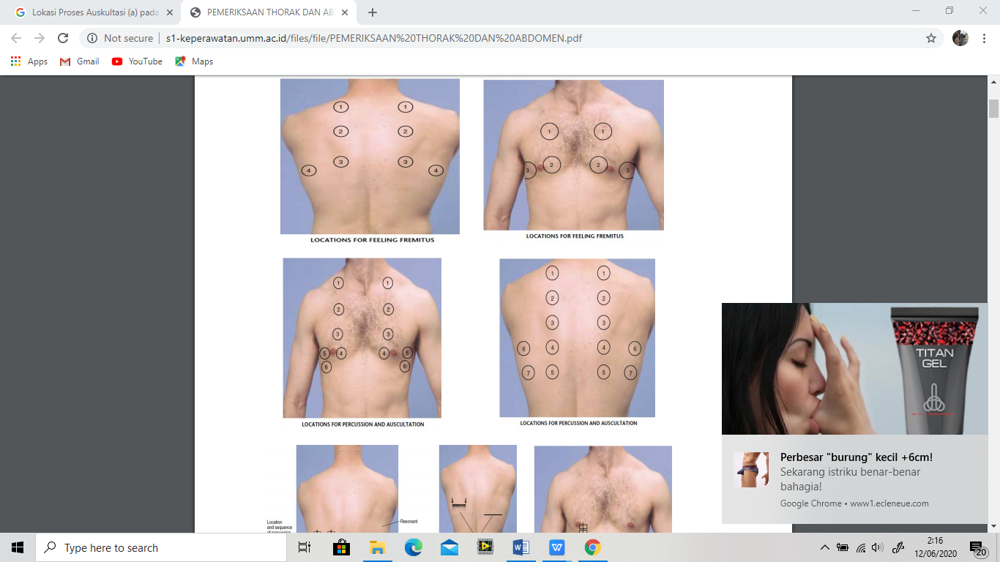 Lokasi Proses Auskultasi (a) pada
PEMERIKSAAN THORAK DAN AB
Not secure
s1-keperawatan.umm.ac.id/files/file/PEMERIKSAAN%20THORAK%20DAN%20ABDOMEN.pdf
Apps
Gmail
YouTube
Maps
1 1
2 2
3 3
4 4
LOCATIONS FOR FEELING FREMITUS
1 1
2 2
3 3
LOCATIONS FOR FEELING FREMITUS
1 1
2 2
3 3
5 4 4 5
6 6
LOCATIONS FOR PERCUSSION AND AUSCULTATION
1 1
2 2
3 3
6 4 4 6
7 5 5 7
LOCATIONS FOR PERCUSSION AND AUSCULTATION
Location
and sequence
Resonant
TITAN
GEL
Perbesar "burung" kecil +6cm!
Sekarang istriku benar-benar
bahagia!
Google Chrome • www1.ecleneue.com
Type here to search
2:16
12/06/2020
20